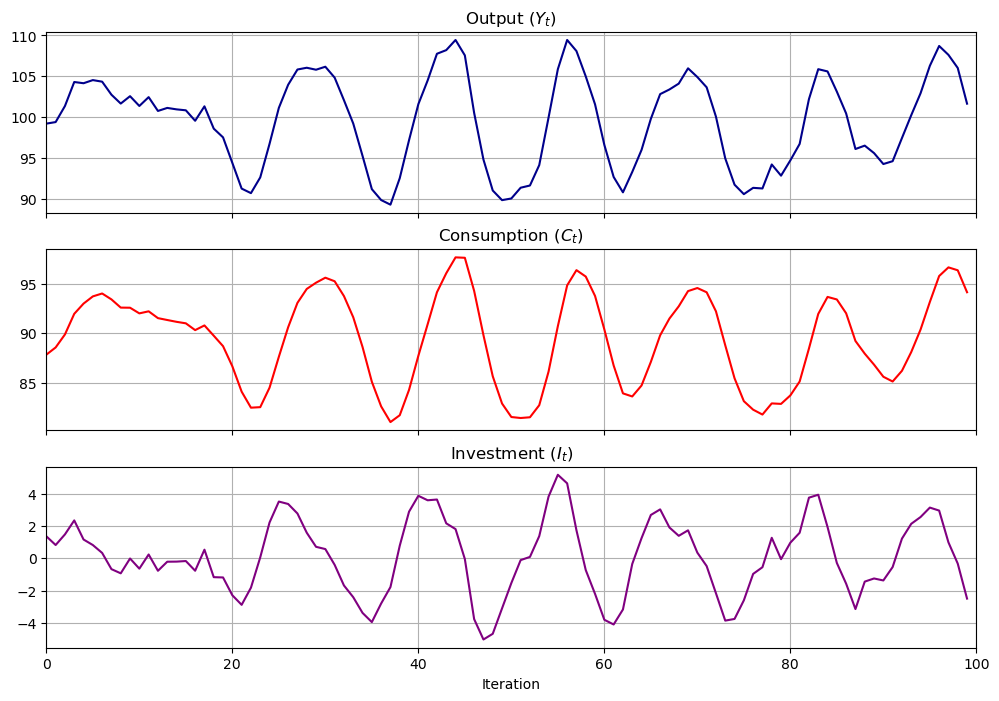 Output (Y_t)
110
105
100
95
90
Consumption (C_t)
95
90
85
Investment (I_t)
4
2
0
−2
−4
0 20 40 60 80 100
Iteration